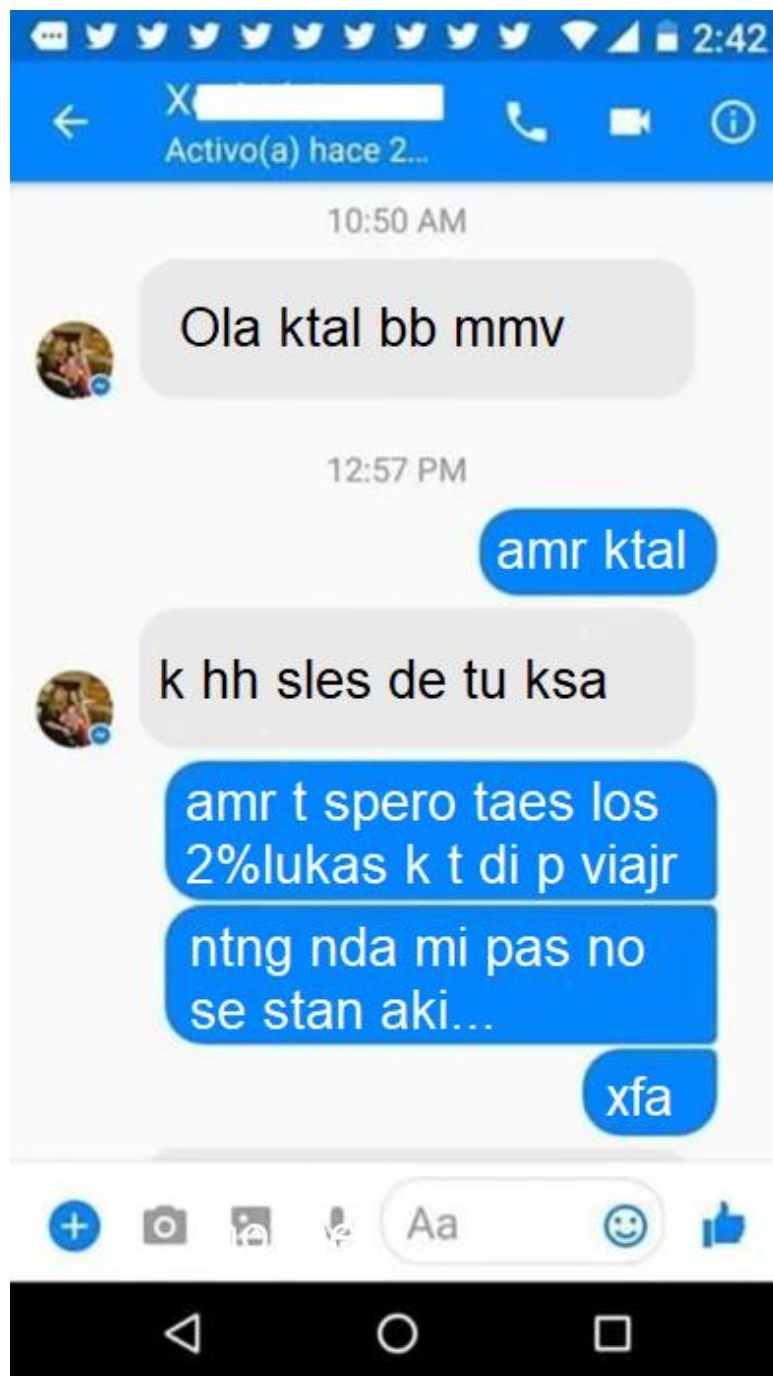 2:42
X
Activo(a) hace 2...
10:50 AM
Ola ktal bb mmv
12:57 PM
amr ktal
k hh sles de tu ksa
amr t spero taes los
2%lukas k t di p viajr
ntng nda mi pas no
se stan aki...
xfa
Aa